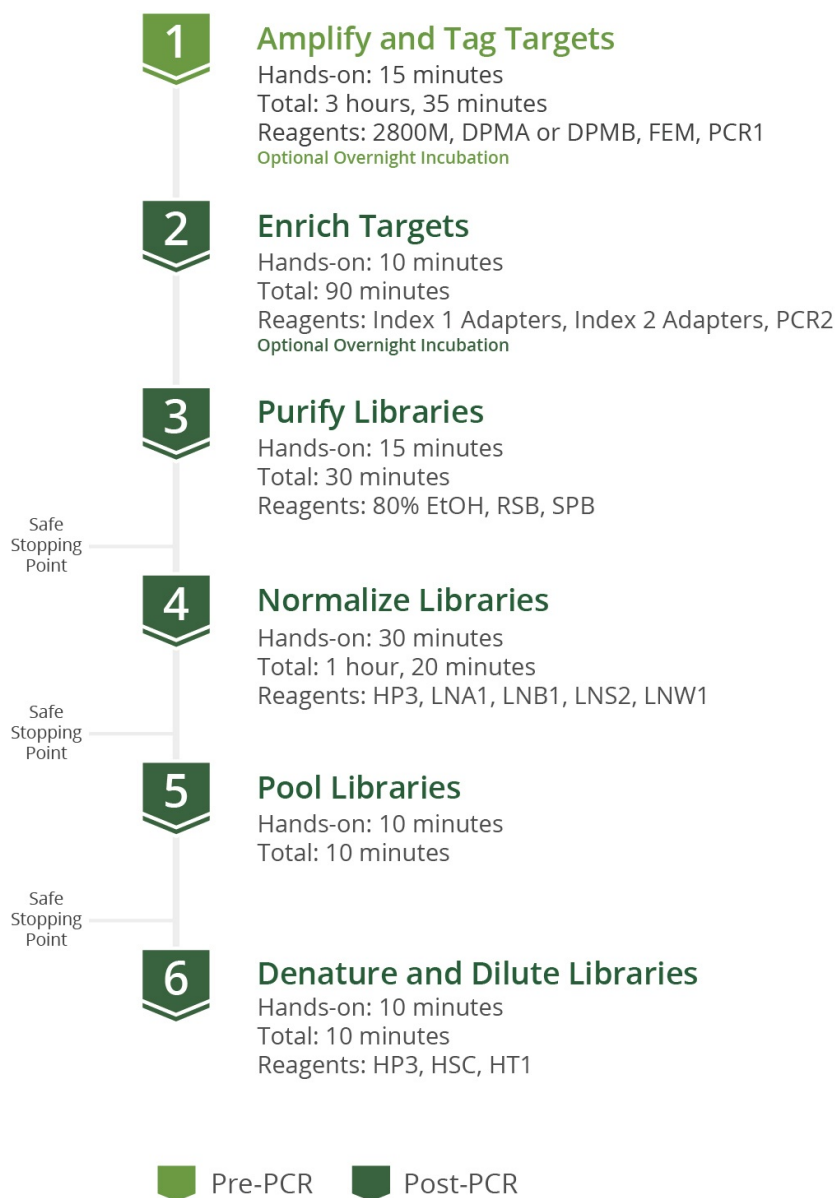 1
Amplify and Tag Targets
Hands-on: 15 minutes
Total: 3 hours, 35 minutes
Reagents: 2800M, DPMA or DPMB, FEM, PCR1
Optional Overnight Incubation
2
Enrich Targets
Hands-on: 10 minutes
Total: 90 minutes
Reagents: Index 1 Adapters, Index 2 Adapters, PCR2
Optional Overnight Incubation
3
Purify Libraries
Hands-on: 15 minutes
Total: 30 minutes
Reagents: 80% EtOH, RSB, SPB
Safe
Stopping
Point
4
Normalize Libraries
Hands-on: 30 minutes
Total: 1 hour, 20 minutes
Reagents: HP3, LNA1, LNB1, LNS2, LNW1
Safe
Stopping
Point
5
Pool Libraries
Hands-on: 10 minutes
Total: 10 minutes
Safe
Stopping
Point
6
Denature and Dilute Libraries
Hands-on: 10 minutes
Total: 10 minutes
Reagents: HP3, HSC, HT1
Pre-PCR Post-PCR